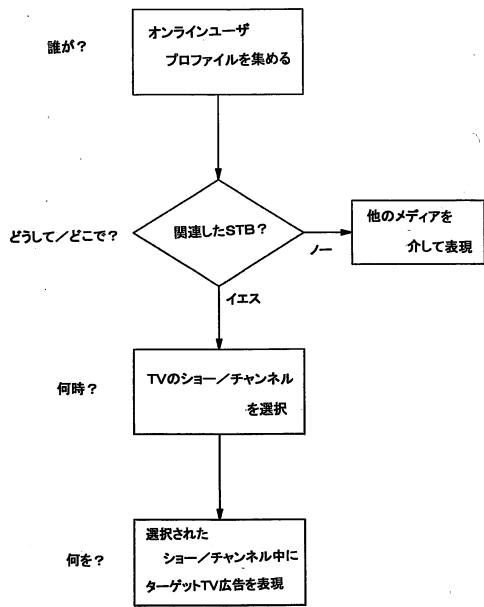 誰が？
オンラインユーザ
プロファイルを集める
どうして／どこで？
関連したSTB？
ノー
他のメディアを
介して表現
イエス
何時？
TVのショー／チャンネル
を選択
何を？
選択された
ショー／チャンネル中に
ターゲットTV広告を表現